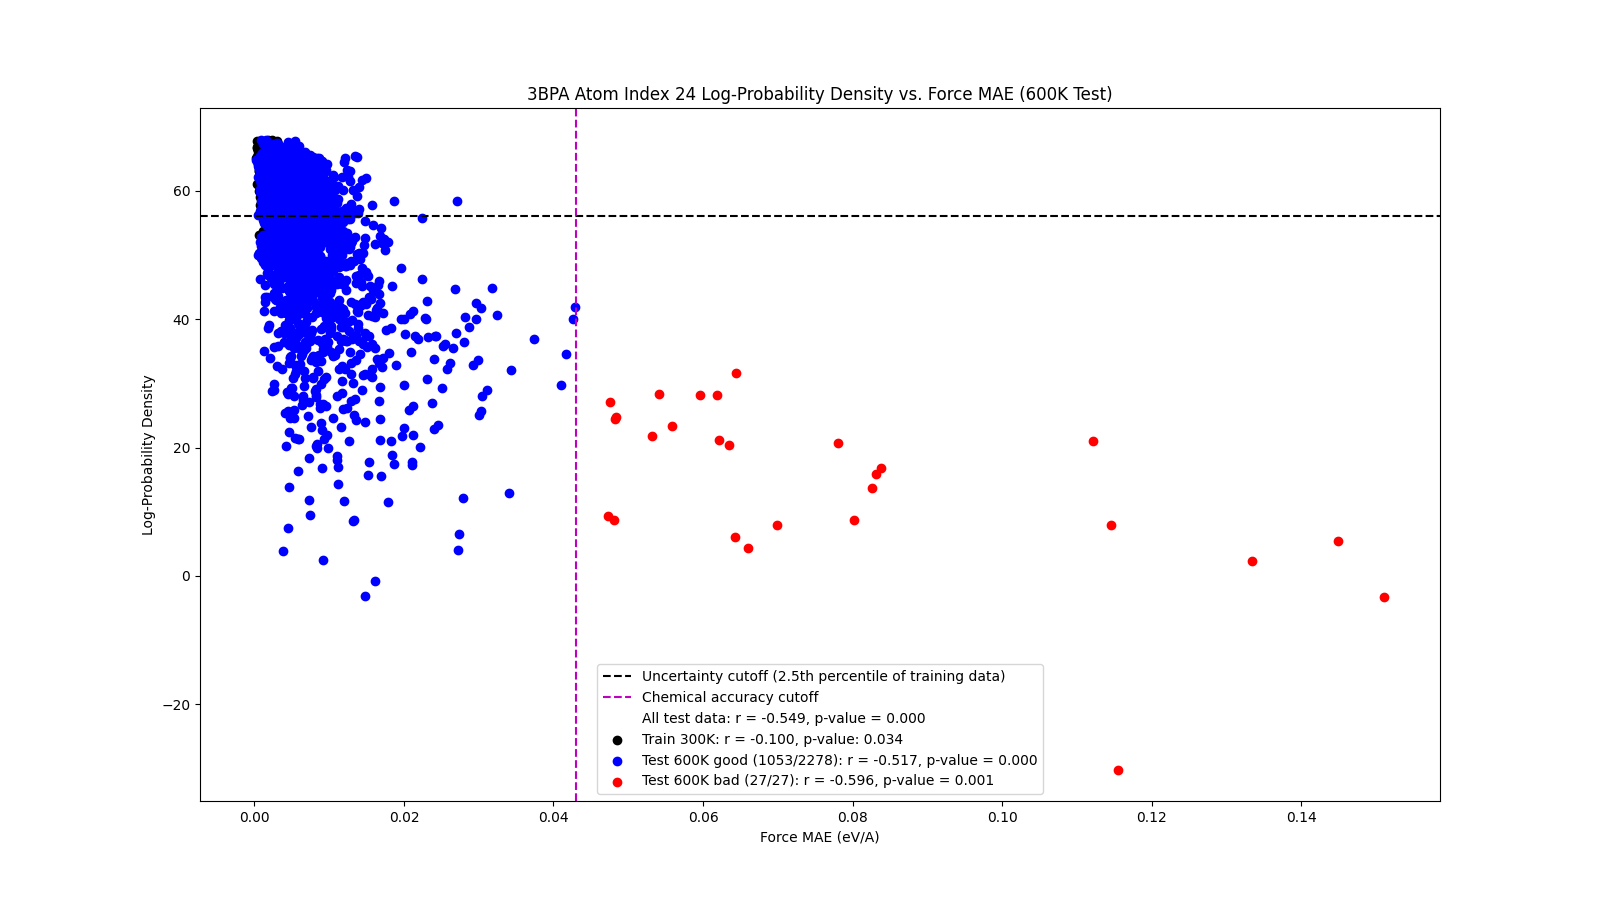 3BPA Atom Index 24 Log-Probability Density vs. Force MAE (600K Test)
Log-Probability Density
60
40
20
0
−20
Uncertainty cutoff (2.5th percentile of training data)
Chemical accuracy cutoff
All test data: r = -0.549, p-value = 0.000
Train 300K: r = -0.100, p-value: 0.034
Test 600K good (1053/2278): r = -0.517, p-value = 0.000
Test 600K bad (27/27): r = -0.596, p-value = 0.001
0.00 0.02 0.04 0.06 0.08 0.10 0.12 0.14
Force MAE (eV/A)